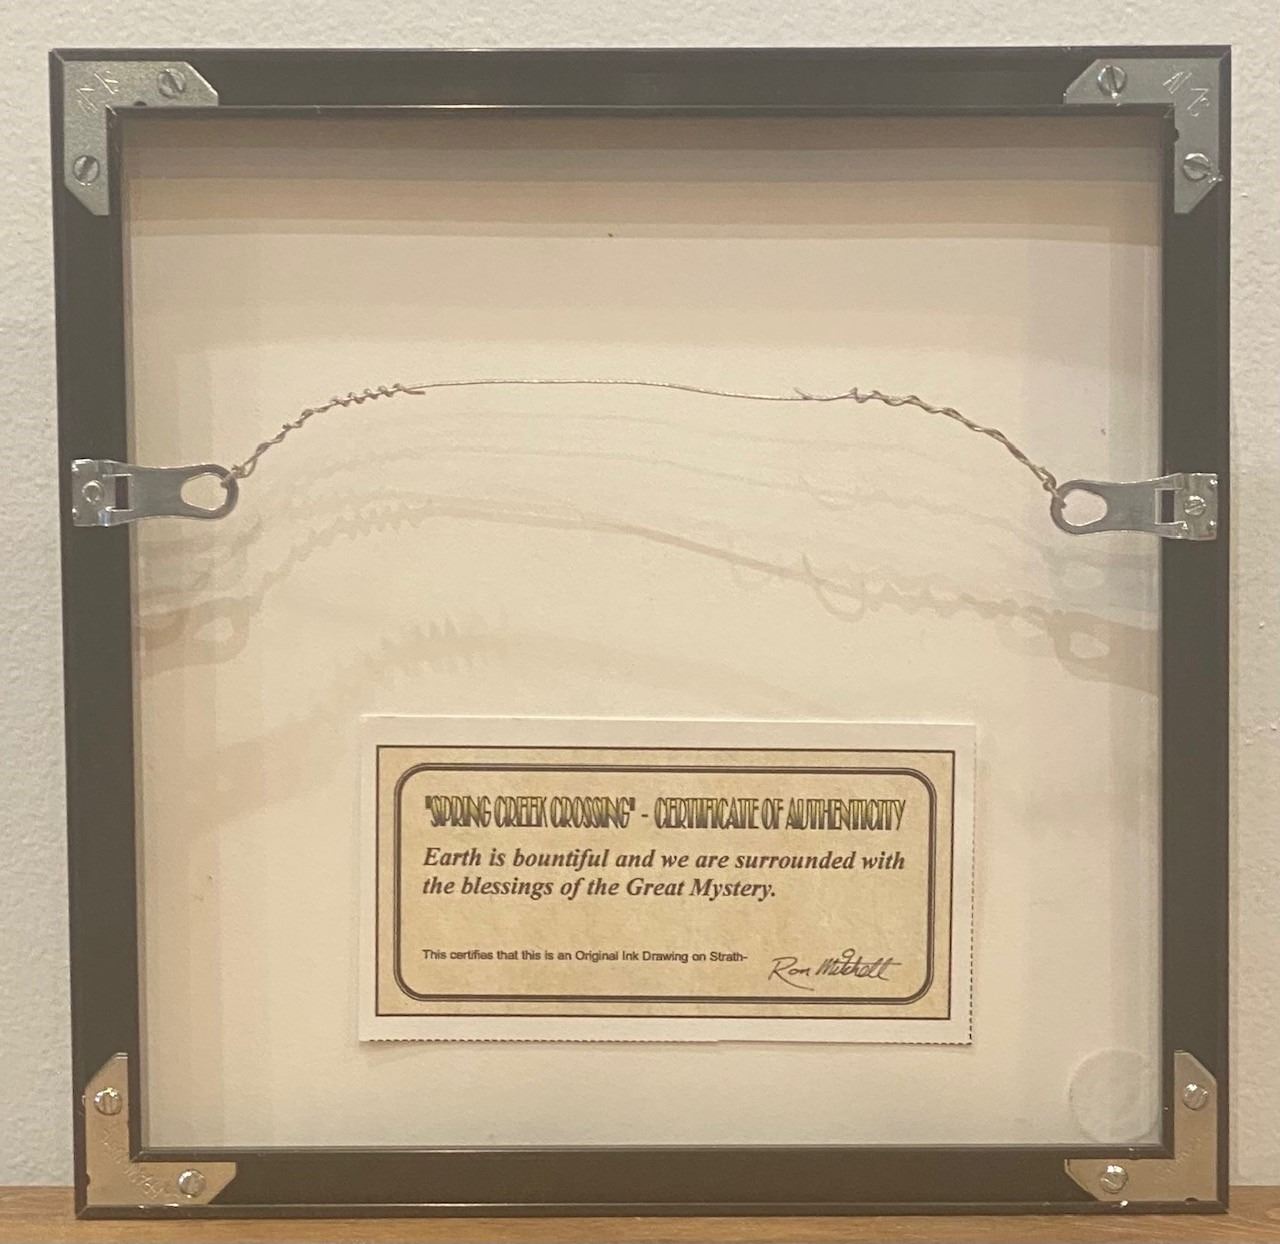 "SPRING CREEK CROSSING" - CERTIFICATE OF AUTHENTICITY
Earth is bountiful and we are surrounded with
the blessings of the Great Mystery.
This certifies that this is an Original Ink Drawing on Strath-
Ron Mitchell